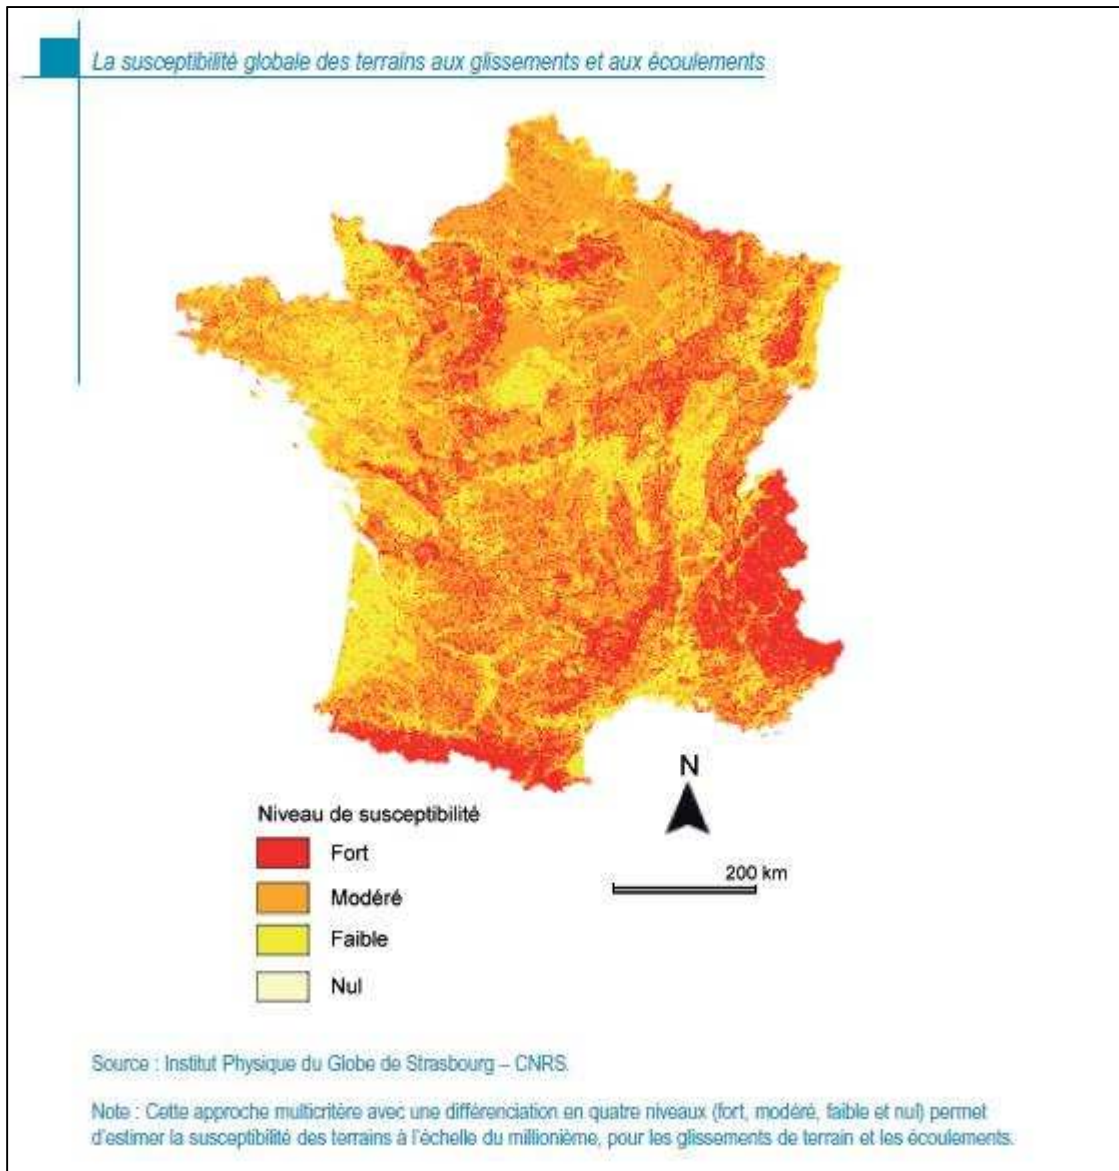 La susceptibilité globale des terrains aux glissements et aux écoulements
N
200 km
Niveau de susceptibilité
Fort
Modéré
Faible
Nul
Source : Institut Physique du Globe de Strasbourg – CNRS.
Note : Cette approche multicritère avec une différenciation en quatre niveaux (fort, modéré, faible et nul) permet
d'estimer la susceptibilité des terrains à l'échelle du millionième, pour les glissements de terrain et les écoulements.